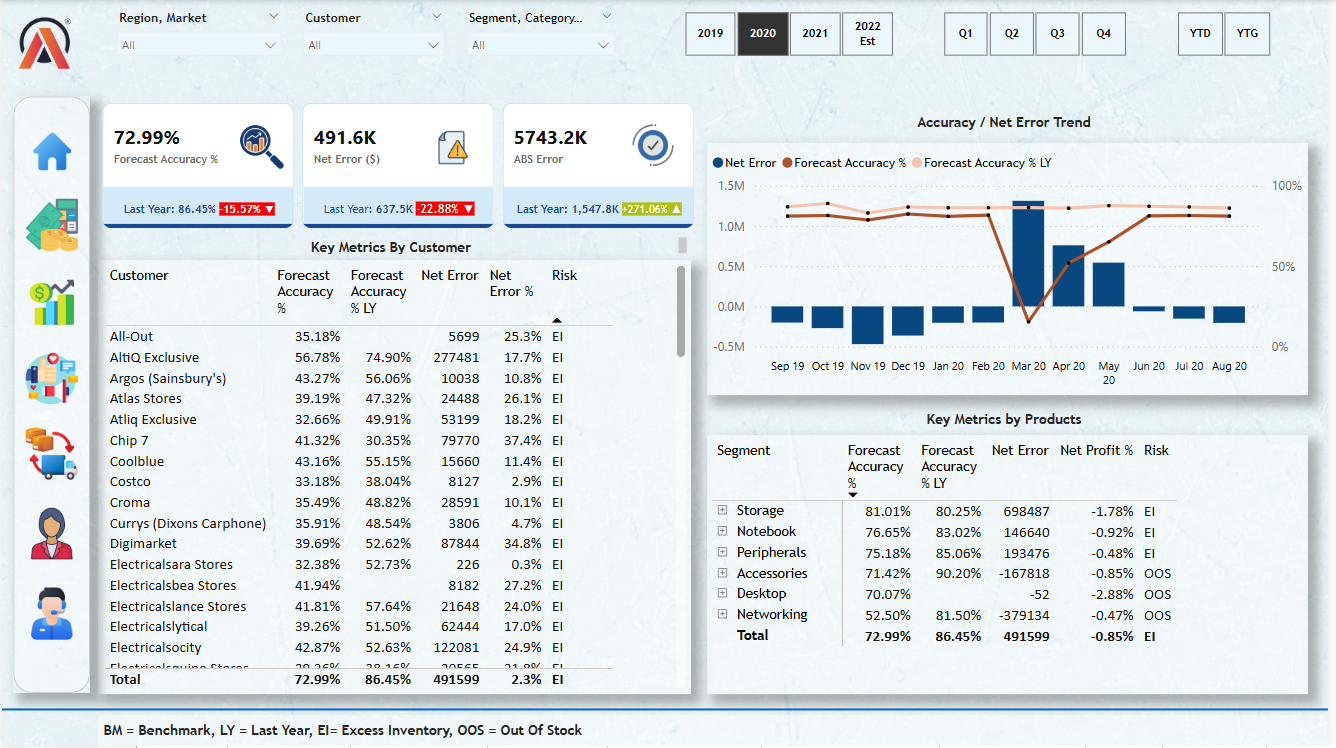 Region, Market
Customer
Segment, Category...
All
All
All
2019
2020
2021
2022 Est
Q1
Q2
Q3
Q4
YTD
YTG
72.99%
Forecast Accuracy %
Last Year: 86.45% -15.57% ▼
491.6K
Net Error ($)
Last Year: 637.5K -22.88% ▼
5743.2K
ABS Error
Last Year: 1,547.8K +271.06% ▲
Key Metrics By Customer
Customer Forecast Accuracy % Forecast Accuracy % LY Net Error Net Error % Risk
All-Out 35.18% 5699 25.3% EI
AltiQ Exclusive 56.78% 74.90% 277481 17.7% EI
Argos (Sainsbury's) 43.27% 56.06% 10038 10.8% EI
Atlas Stores 39.19% 47.32% 24488 26.1% EI
Atliq Exclusive 32.66% 49.91% 53199 18.2% EI
Chip 7 41.32% 30.35% 79770 37.4% EI
Coolblue 43.16% 55.15% 15660 11.4% EI
Costco 33.18% 38.04% 8127 2.9% EI
Croma 35.49% 48.82% 28591 10.1% EI
Currys (Dixons Carphone) 35.91% 48.54% 3806 4.7% EI
Digimarket 39.69% 52.62% 87844 34.8% EI
Electricalsara Stores 32.38% 52.73% 226 0.3% EI
Electricalsbea Stores 41.94% 8182 27.2% EI
Electricalslance Stores 41.81% 57.64% 21648 24.0% EI
Electricalslytical 39.26% 51.50% 62444 17.0% EI
Electricalsocity 42.87% 52.63% 122081 24.9% EI
Total 72.99% 86.45% 491599 2.3% EI
Accuracy / Net Error Trend
Net Error Forecast Accuracy % Forecast Accuracy % LY
1.5M
1.0M
0.5M
0.0M
-0.5M
100%
50%
0%
Sep 19 Oct 19 Nov 19 Dec 19 Jan 20 Feb 20 Mar 20 Apr 20 May 20 Jun 20 Jul 20 Aug 20
Key Metrics by Products
Segment Forecast Accuracy % Forecast Accuracy % LY Net Error Net Profit % Risk
Storage 81.01% 80.25% 698487 -1.78% EI
Notebook 76.65% 83.02% 146640 -0.92% EI
Peripherals 75.18% 85.06% 193476 -0.48% EI
Accessories 71.42% 90.20% -167818 -0.85% OOS
Desktop 70.07% -52 -2.88% OOS
Networking 52.50% 81.50% -379134 -0.47% OOS
Total 72.99% 86.45% 491599 -0.85% EI
BM = Benchmark, LY = Last Year, EI= Excess Inventory, OOS = Out Of Stock